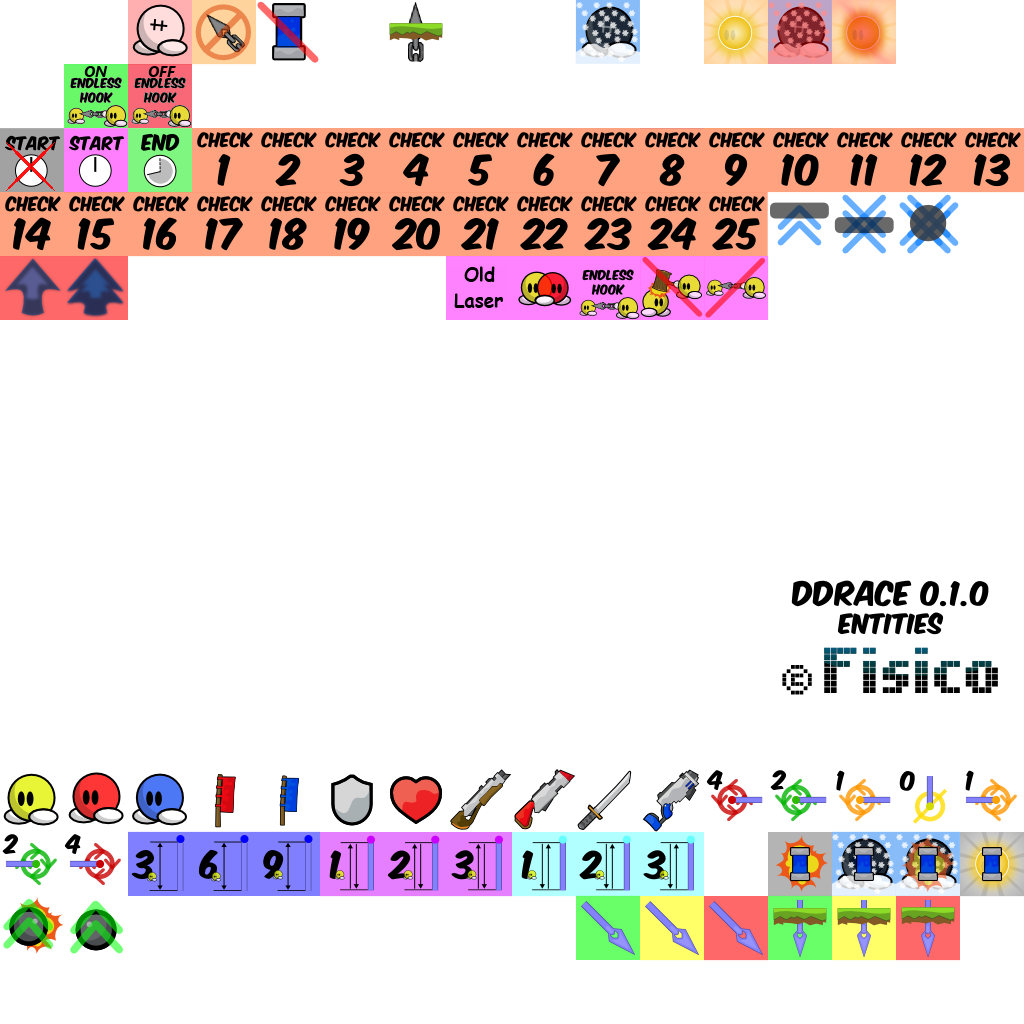 ON
ENDLESS
HOOK
OFF
ENDLESS
HOOK
START
START
END
CHECK
1
CHECK
2
CHECK
3
CHECK
4
CHECK
5
CHECK
6
CHECK
7
CHECK
8
CHECK
9
CHECK
10
CHECK
11
CHECK
12
CHECK
13
CHECK
14
CHECK
15
CHECK
16
CHECK
17
CHECK
18
CHECK
19
CHECK
20
CHECK
21
CHECK
22
CHECK
23
CHECK
24
CHECK
25
Old
Laser
ENDLESS
HOOK
DDRACE 0.1.0
ENTITIES
© Fisico
4 2 1 0 1
2 4 3 6 9 1 2 3 1 2 3